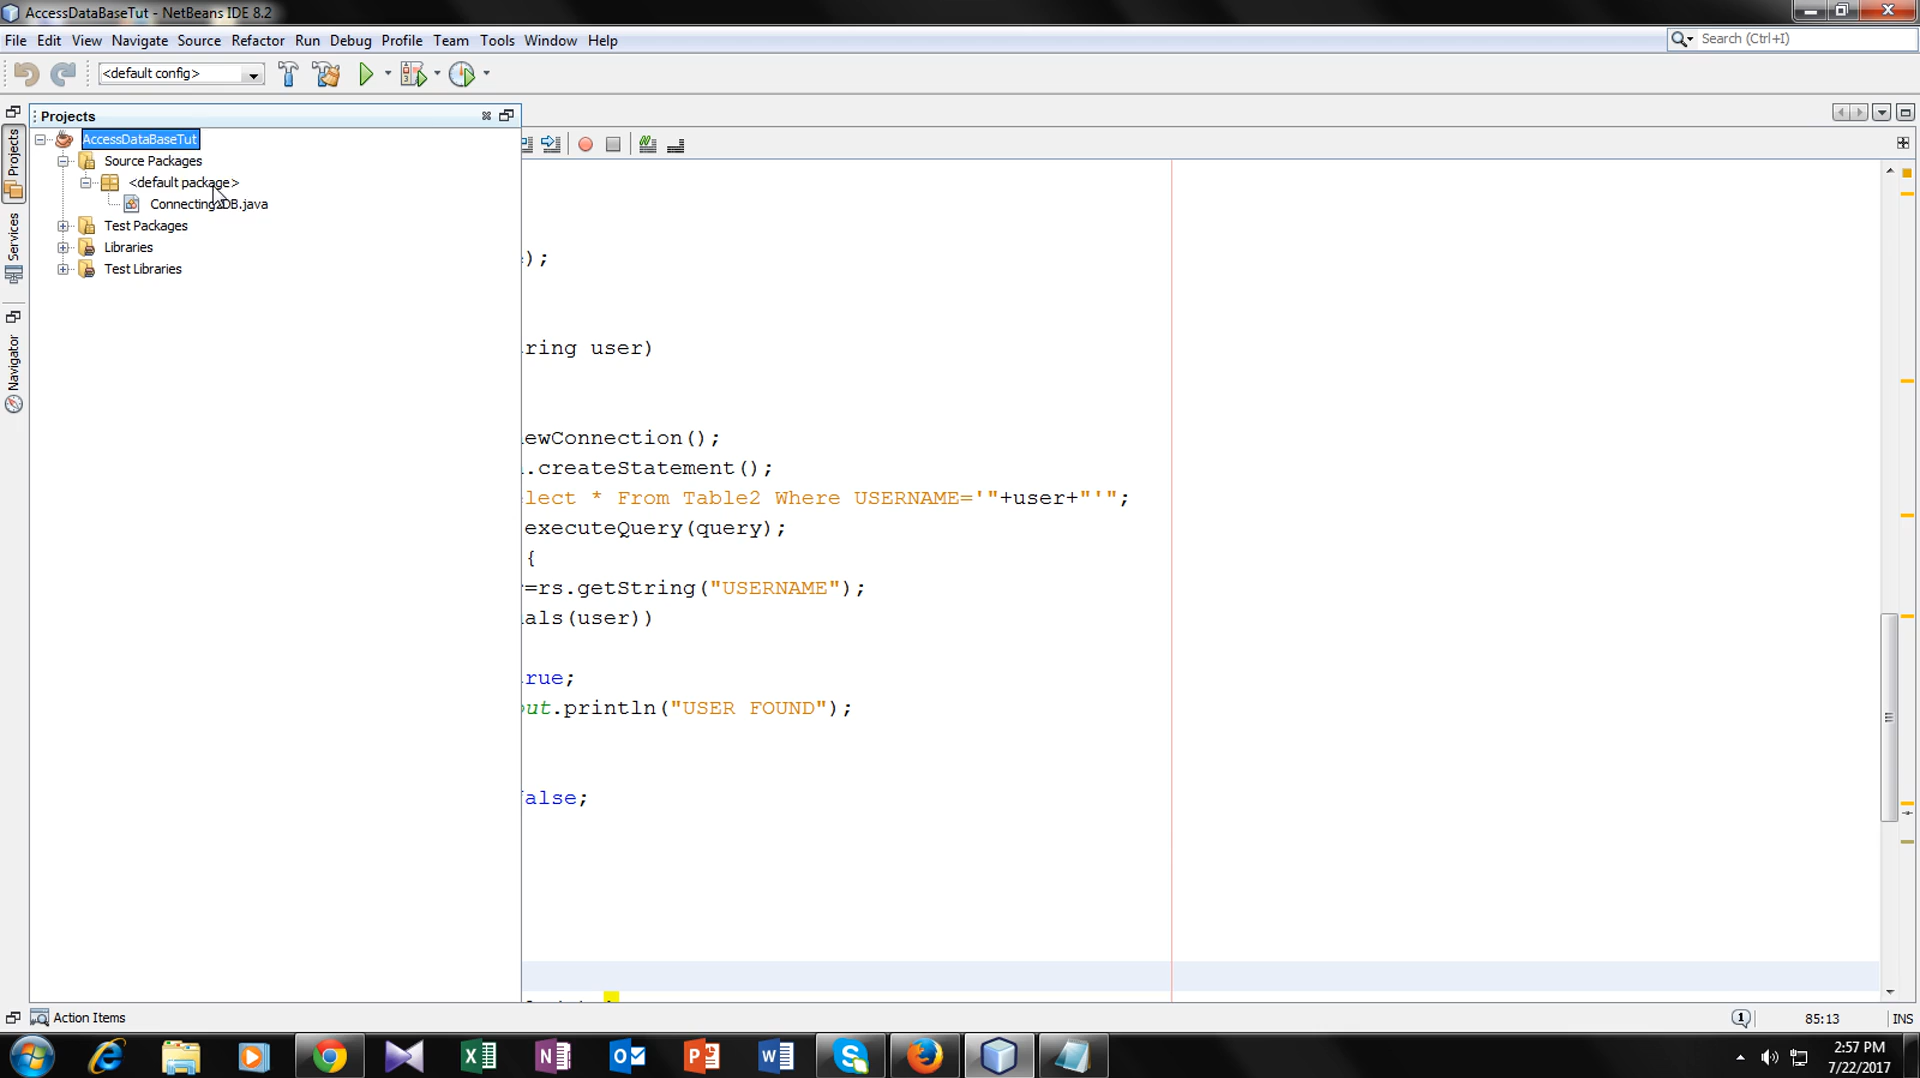 AccessDataBaseTut - NetBeans IDE 8.2
File Edit View Navigate Source Refactor Run Debug Profile Team Tools Window Help
Search (Ctrl+I)
<default config>
Projects
Projects
Services
Navigator
AccessDataBaseTut
Source Packages
<default package>
Connecting2DB.java
Test Packages
Libraries
Test Libraries
);
ring user)
ewConnection();
.createStatement();
lect * From Table2 Where USERNAME='"+user+"'";
executeQuery(query);
{
=rs.getString("USERNAME");
als(user))
rue;
out.println("USER FOUND");
alse;
Action Items
1
85:13
INS
2:57 PM
7/22/2017